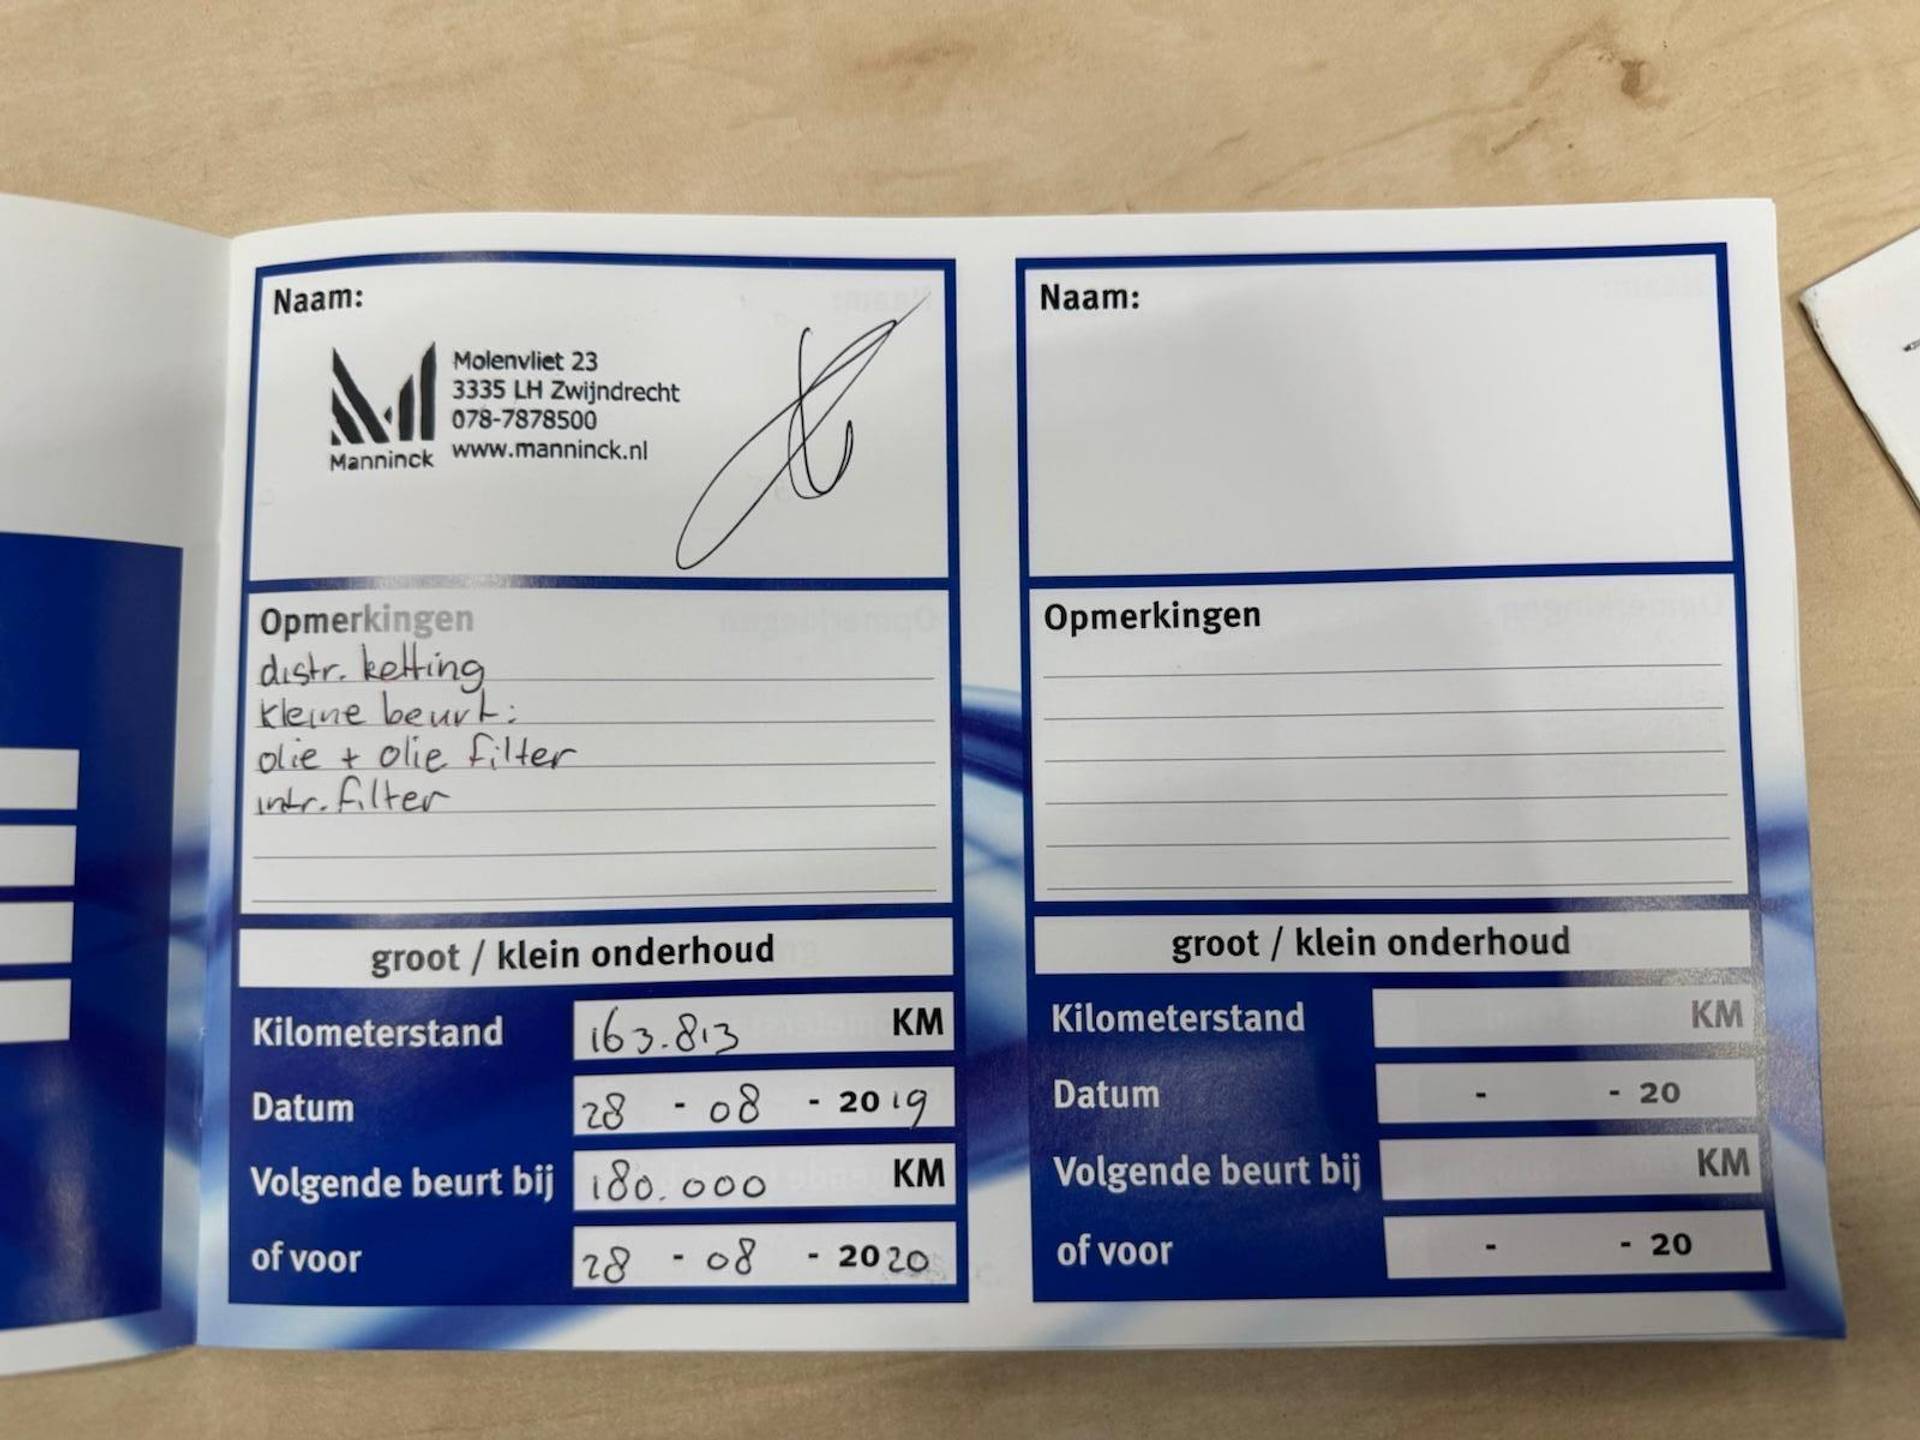 Naam:
Manninck
Molenvliet 23
3335 LH Zwijndrecht
078-7878500
www.manninck.nl
Opmerkingen
distr. ketting
kleine beurt:
olie + olie filter
intr. filter
groot / klein onderhoud
Kilometerstand 163.813 KM
Datum 28 - 08 - 2019
Volgende beurt bij 180.000 KM
of voor 28 - 08 - 2020
Naam:
Opmerkingen
groot / klein onderhoud
Kilometerstand KM
Datum - - 20
Volgende beurt bij KM
of voor - - 20